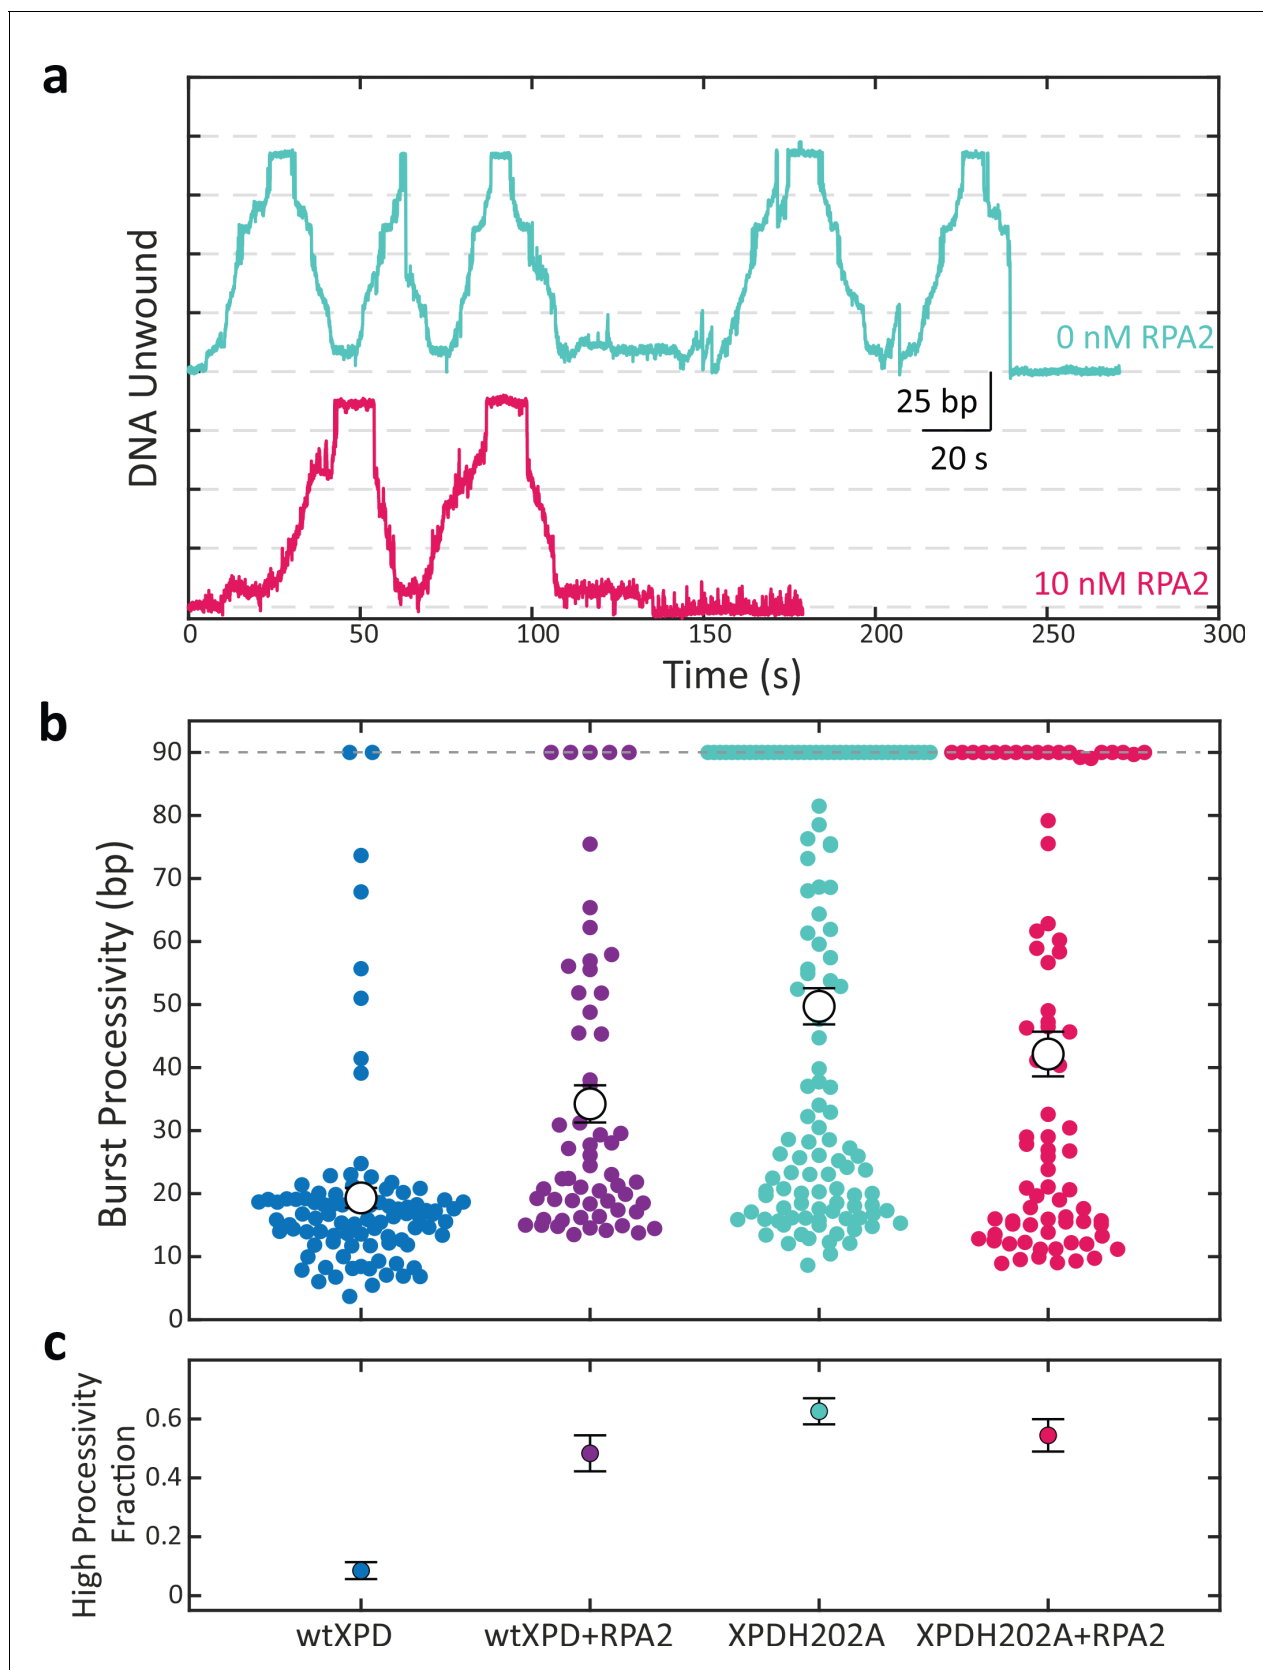 a
DNA Unwound
0 nM RPA2
25 bp
20 s
10 nM RPA2
0 50 100 150 200 250 300
Time (s)
b
Burst Processivity (bp)
90
80
70
60
50
40
30
20
10
0
c
High Processivity
Fraction
0.6
0.4
0.2
0
wtXPD wtXPD+RPA2 XPDH202A XPDH202A+RPA2